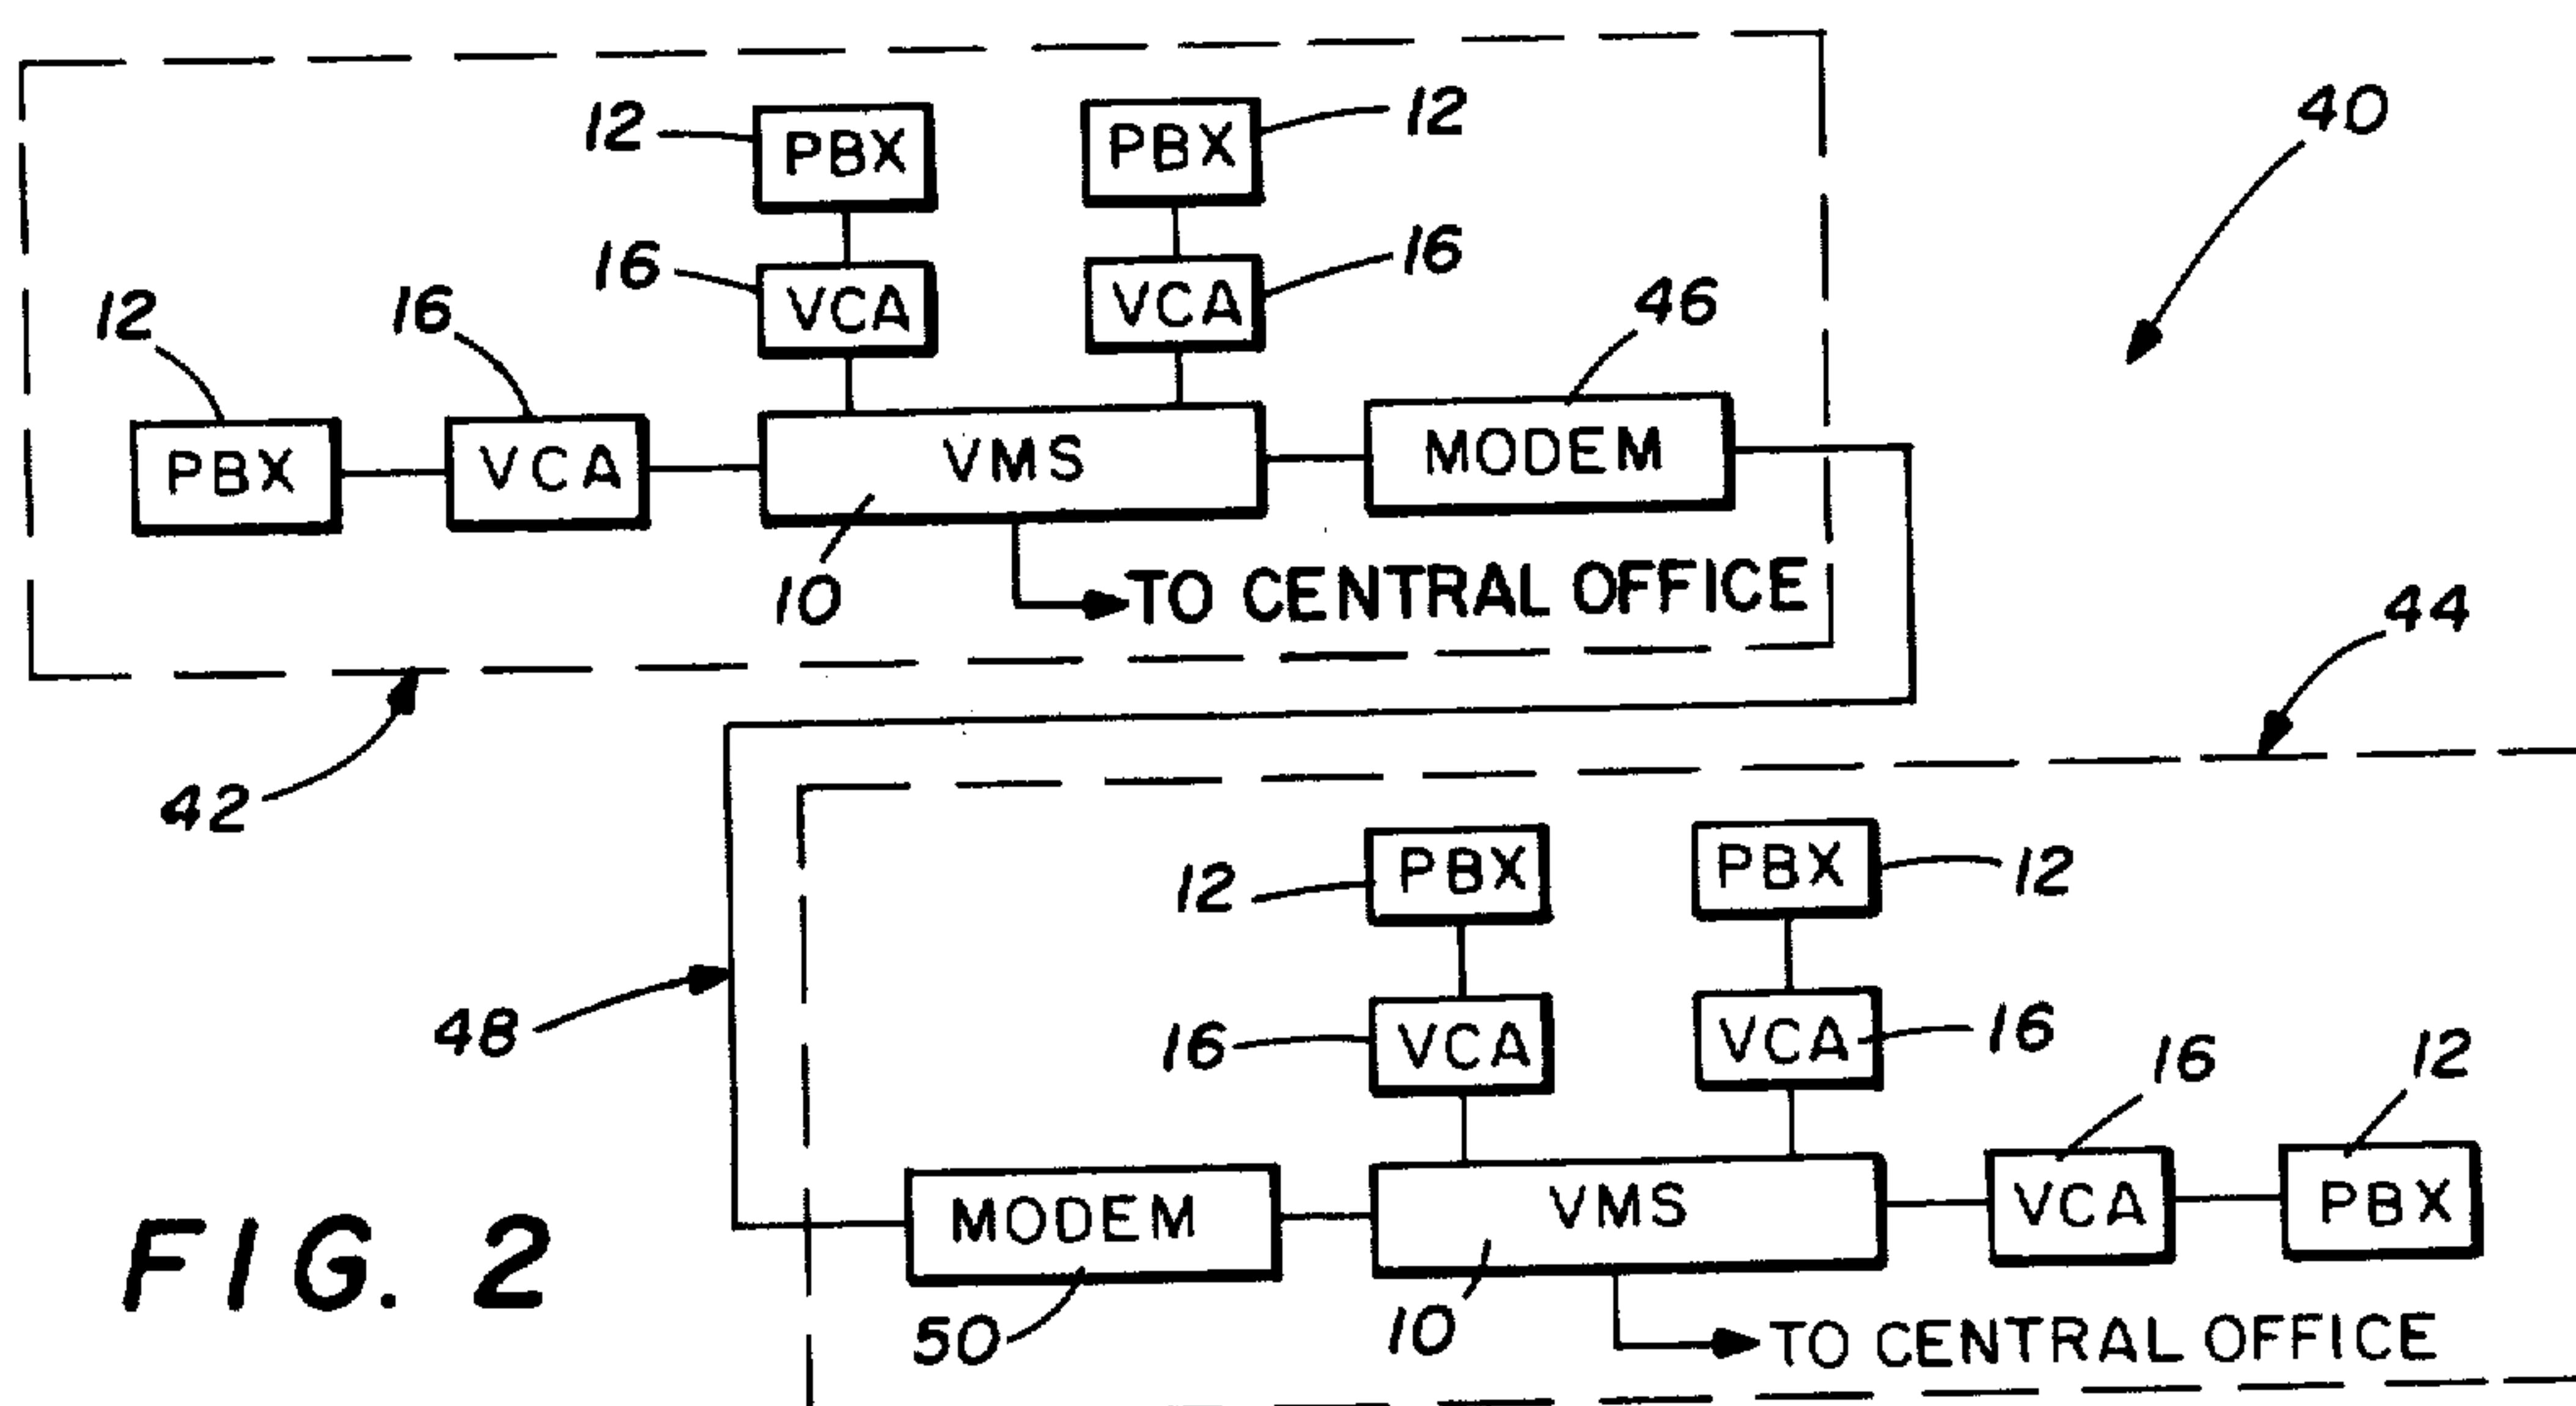 40
12 PBX PBX 12
16 VCA VCA 16
12 16 46
PBX VCA VMS MODEM
10 TO CENTRAL OFFICE
42
44
12 PBX PBX 12
48 16 VCA VCA 16
16 12
MODEM VMS VCA PBX
50 10 TO CENTRAL OFFICE
FIG. 2